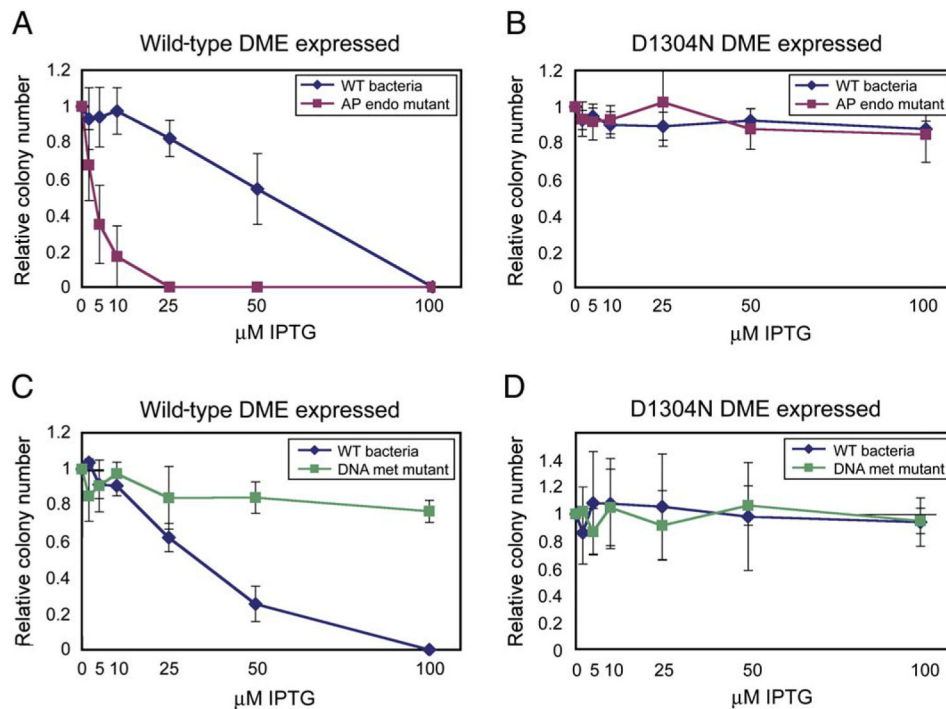 A
Wild-type DME expressed
Relative colony number
1.2
1
0.8
0.6
0.4
0.2
0
WT bacteria
AP endo mutant
0 5 10 25 50 100
μM IPTG
B
D1304N DME expressed
Relative colony number
1.2
1
0.8
0.6
0.4
0.2
0
WT bacteria
AP endo mutant
0 5 10 25 50 100
μM IPTG
C
Wild-type DME expressed
Relative colony number
1.2
1
0.8
0.6
0.4
0.2
0
WT bacteria
DNA met mutant
0 5 10 25 50 100
μM IPTG
D
D1304N DME expressed
Relative colony number
1.4
1.2
1
0.8
0.6
0.4
0.2
0
WT bacteria
DNA met mutant
0 5 10 25 50 100
μM IPTG